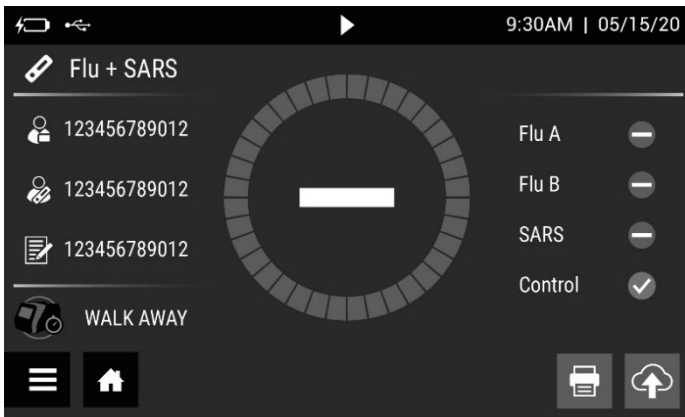 9:30AM | 05/15/20
Flu + SARS
123456789012
123456789012
123456789012
WALK AWAY
Flu A
Flu B
SARS
Control